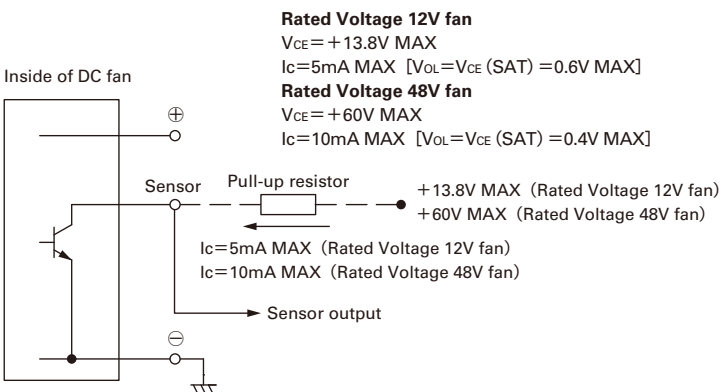 Rated Voltage 12V fan
VCE=+13.8V MAX
Ic=5mA MAX [VOL=VCE (SAT) =0.6V MAX]
Rated Voltage 48V fan
VCE=+60V MAX
Ic=10mA MAX [VOL=VCE (SAT) =0.4V MAX]
Inside of DC fan
⊕
Sensor
Pull-up resistor
+13.8V MAX (Rated Voltage 12V fan)
+60V MAX (Rated Voltage 48V fan)
Ic=5mA MAX (Rated Voltage 12V fan)
Ic=10mA MAX (Rated Voltage 48V fan)
Sensor output
⊖